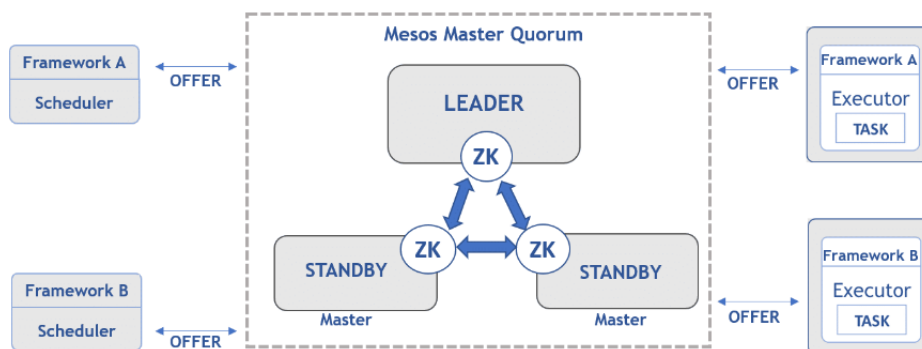 Mesos Master Quorum
Framework A
Scheduler
OFFER
LEADER
ZK
OFFER
Framework A
Executor
TASK
ZK
ZK
STANDBY
STANDBY
Master
Master
Framework B
Scheduler
OFFER
OFFER
Framework B
Executor
TASK